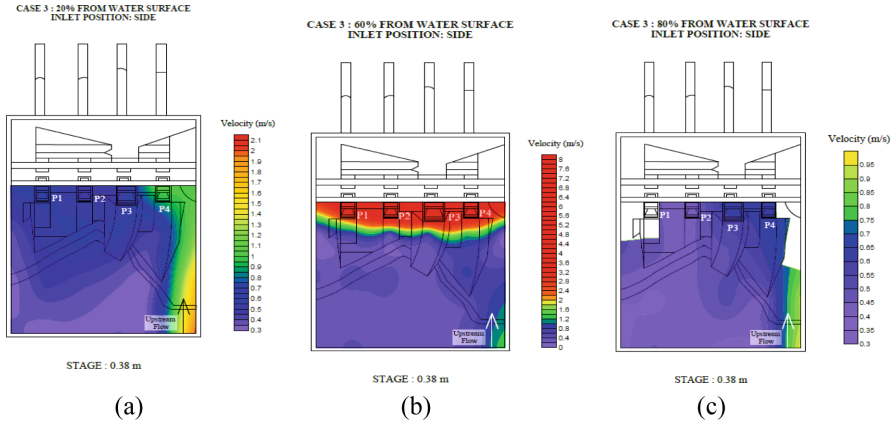 CASE 3 : 20% FROM WATER SURFACE
INLET POSITION: SIDE
Velocity (m/s)
2.1
2
1.9
1.8
1.7
1.6
1.5
1.4
1.3
1.2
1.1
1
0.9
0.8
0.7
0.6
0.5
0.4
0.3
P1
P2
P3
P4
Upstream
Flow
STAGE : 0.38 m
(a)
CASE 3 : 60% FROM WATER SURFACE
INLET POSITION: SIDE
Velocity (m/s)
8
7.6
7.2
6.8
6.4
6
5.6
5.2
4.8
4.4
4
3.6
3.2
2.8
2.4
2
1.6
1.2
0.8
0.4
0
P1
P2
P3
P4
Upstream
Flow
STAGE : 0.38 m
(b)
CASE 3 : 80% FROM WATER SURFACE
INLET POSITION: SIDE
Velocity (m/s)
0.95
0.9
0.85
0.8
0.75
0.7
0.65
0.6
0.55
0.5
0.45
0.4
0.35
0.3
P1
P2
P3
P4
Upstream
Flow
STAGE : 0.38 m
(c)